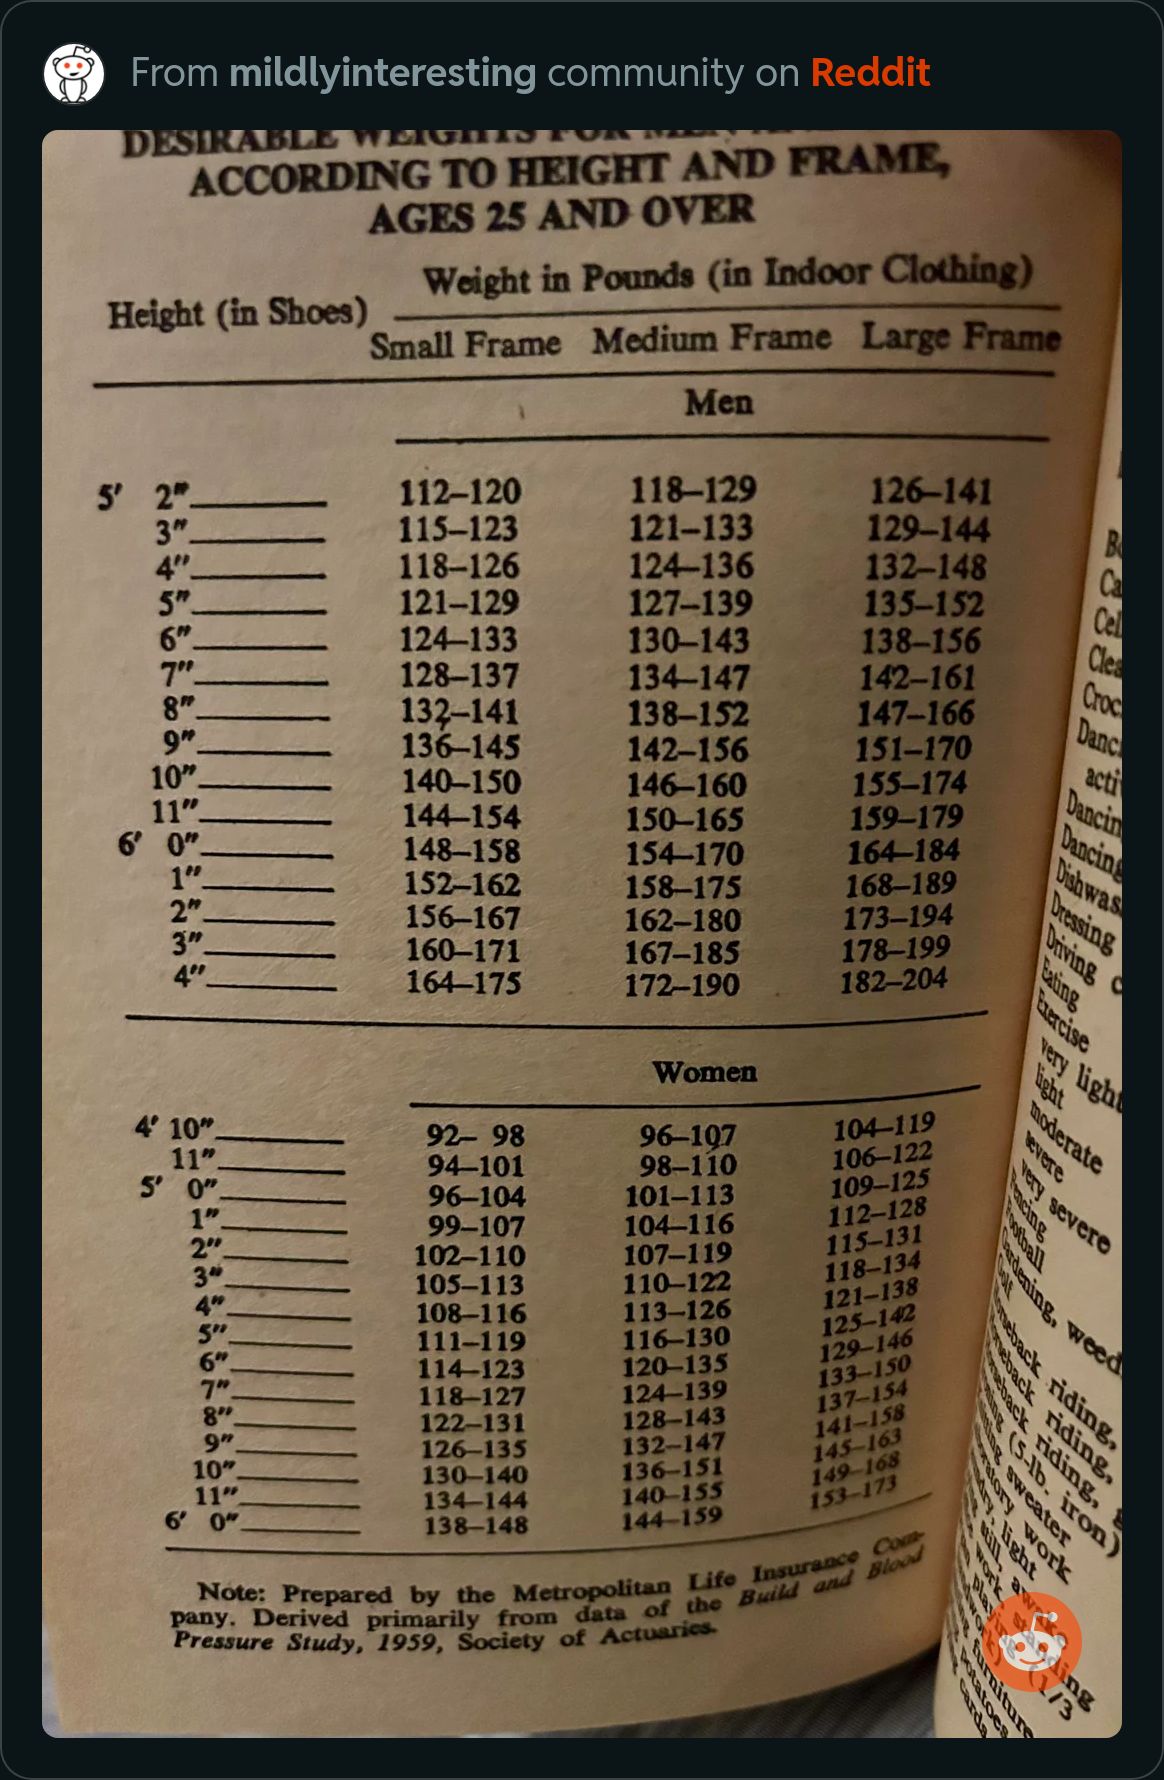 From mildlyinteresting community on Reddit
DESIRABLE WEIGHTS FOR MEN
ACCORDING TO HEIGHT AND FRAME,
AGES 25 AND OVER
Weight in Pounds (in Indoor Clothing)
Height (in Shoes)
Small Frame Medium Frame Large Frame
Men
5' 2" 112–120 118–129 126–141
3" 115–123 121–133 129–144
4" 118–126 124–136 132–148
5" 121–129 127–139 135–152
6" 124–133 130–143 138–156
7" 128–137 134–147 142–161
8" 132–141 138–152 147–166
9" 136–145 142–156 151–170
10" 140–150 146–160 155–174
11" 144–154 150–165 159–179
6' 0" 148–158 154–170 164–184
1" 152–162 158–175 168–189
2" 156–167 162–180 173–194
3" 160–171 167–185 178–199
4" 164–175 172–190 182–204
Women
4' 10" 92– 98 96–107 104–119
11" 94–101 98–110 106–122
5' 0" 96–104 101–113 109–125
1" 99–107 104–116 112–128
2" 102–110 107–119 115–131
3" 105–113 110–122 118–134
4" 108–116 113–126 121–138
5" 111–119 116–130 125–142
6" 114–123 120–135 129–146
7" 118–127 124–139 133–150
8" 122–131 128–143 137–154
9" 126–135 132–147 141–158
10" 130–140 136–151 145–163
11" 134–144 140–155 149–168
6' 0" 138–148 144–159 153–173
Note: Prepared by the Metropolitan Life Insurance Com-
pany. Derived primarily from data of the Build and Blood
Pressure Study, 1959, Society of Actuaries.
Eating
Exercise
very light
light
moderate
severe
very severe
Fencing
Football
Gardening, weed
Golf
riding,
riding,
riding,
(5-lb. iron)
sweater
work
light